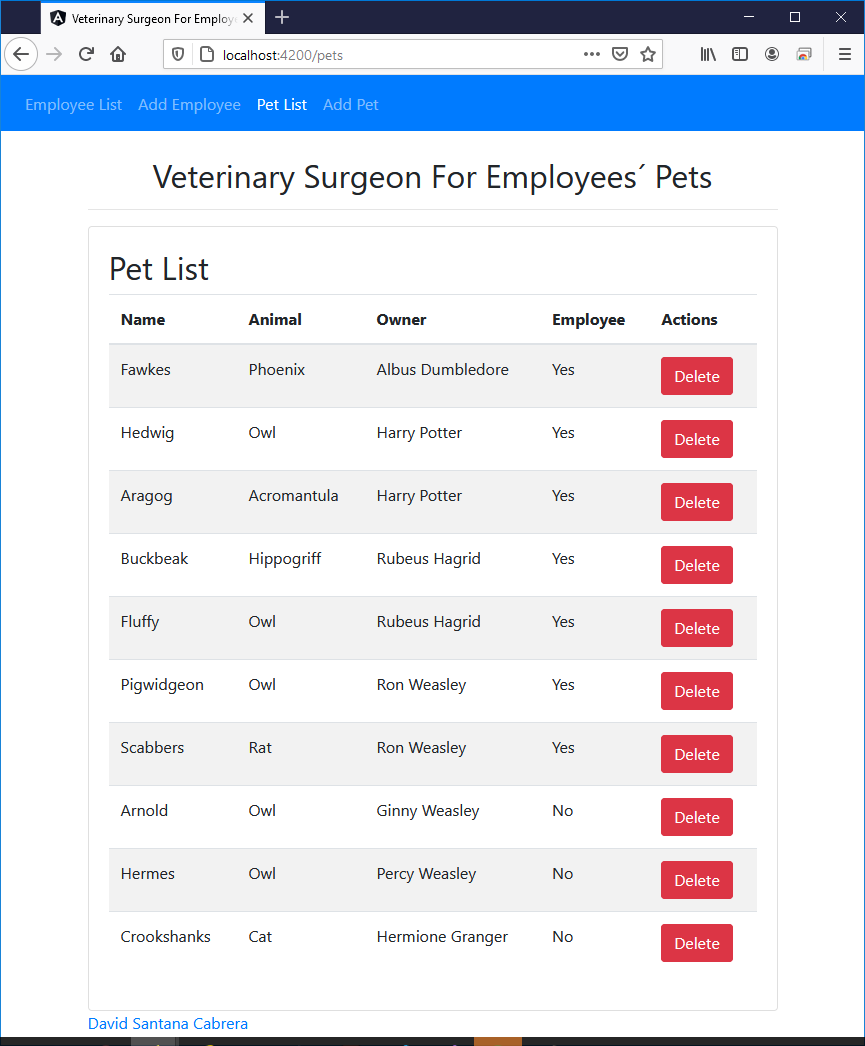 Veterinary Surgeon For Employe
localhost:4200/pets
Employee List Add Employee Pet List Add Pet
Veterinary Surgeon For Employees´ Pets
Pet List
Name Animal Owner Employee Actions
Fawkes Phoenix Albus Dumbledore Yes Delete
Hedwig Owl Harry Potter Yes Delete
Aragog Acromantula Harry Potter Yes Delete
Buckbeak Hippogriff Rubeus Hagrid Yes Delete
Fluffy Owl Rubeus Hagrid Yes Delete
Pigwidgeon Owl Ron Weasley Yes Delete
Scabbers Rat Ron Weasley Yes Delete
Arnold Owl Ginny Weasley No Delete
Hermes Owl Percy Weasley No Delete
Crookshanks Cat Hermione Granger No Delete
David Santana Cabrera